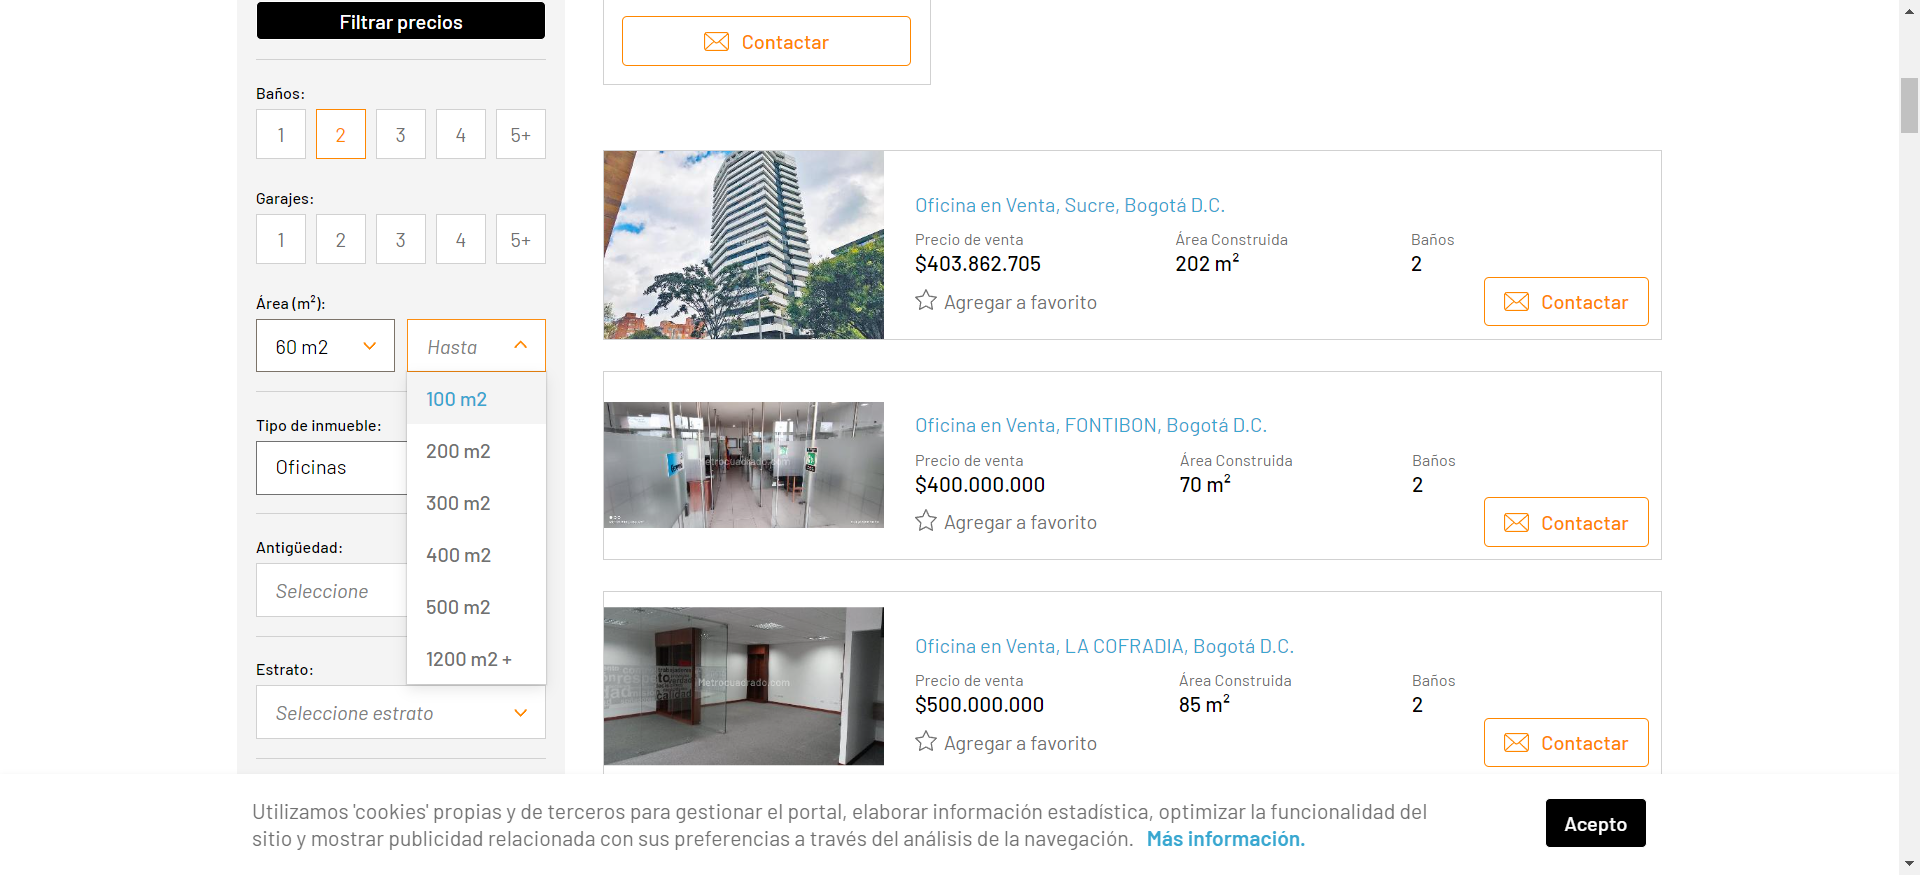 Filtrar precios
Baños:
1
2
3
4
5+
Garajes:
1
2
3
4
5+
Área (m²):
60 m2
Hasta
100 m2
200 m2
300 m2
400 m2
500 m2
1200 m2 +
Tipo de inmueble:
Oficinas
Antigüedad:
Seleccione
Estrato:
Seleccione estrato
Contactar
Oficina en Venta, Sucre, Bogotá D.C.
Precio de venta
Área Construida
Baños
$403.862.705
202 m²
2
Agregar a favorito
Contactar
Oficina en Venta, FONTIBON, Bogotá D.C.
Precio de venta
Área Construida
Baños
$400.000.000
70 m²
2
Agregar a favorito
Contactar
Metrocuadrado.com
Oficina en Venta, LA COFRADIA, Bogotá D.C.
Precio de venta
Área Construida
Baños
$500.000.000
85 m²
2
Agregar a favorito
Contactar
Utilizamos 'cookies' propias y de terceros para gestionar el portal, elaborar información estadística, optimizar la funcionalidad del
sitio y mostrar publicidad relacionada con sus preferencias a través del análisis de la navegación. Más información.
Acepto